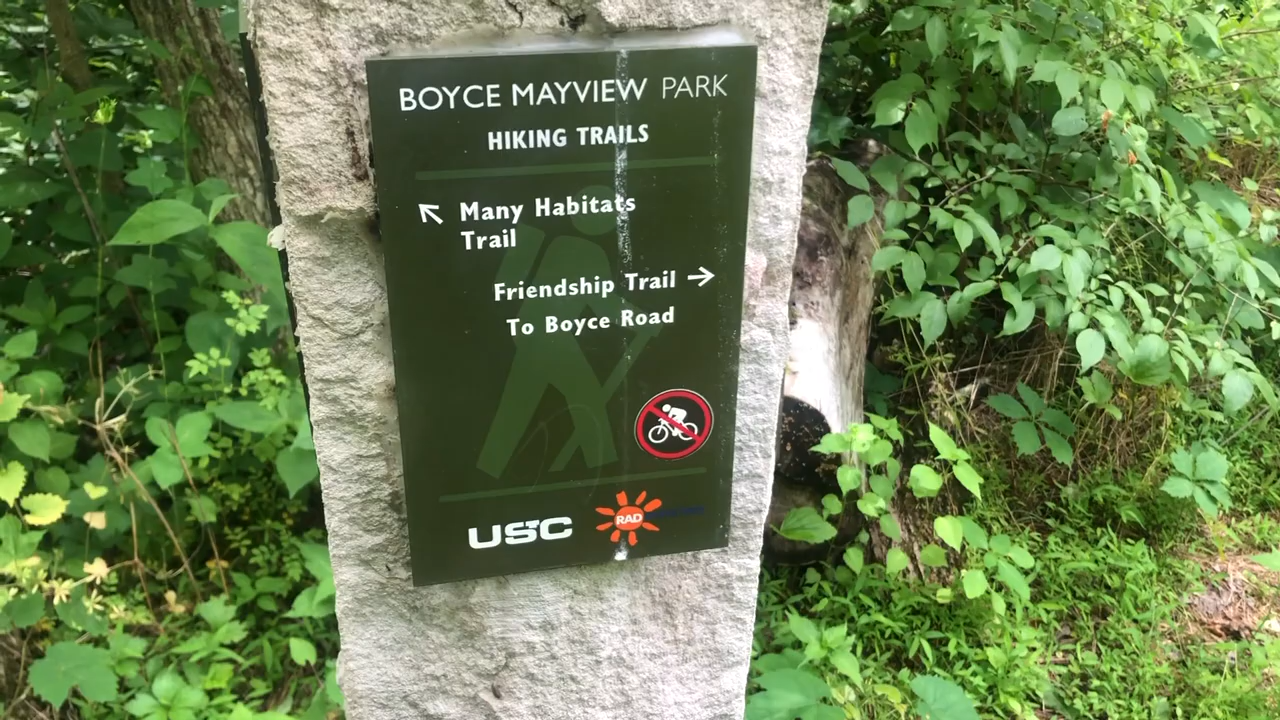 BOYCE MAYVIEW PARK
HIKING TRAILS
Many Habitats
Trail
Friendship Trail
To Boyce Road
USC
RAD